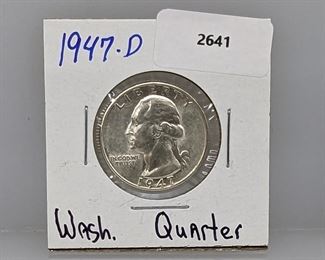 1947-D
2641
LIBERTY
IN GOD WE
TRUST
1947
Wash. Quarter